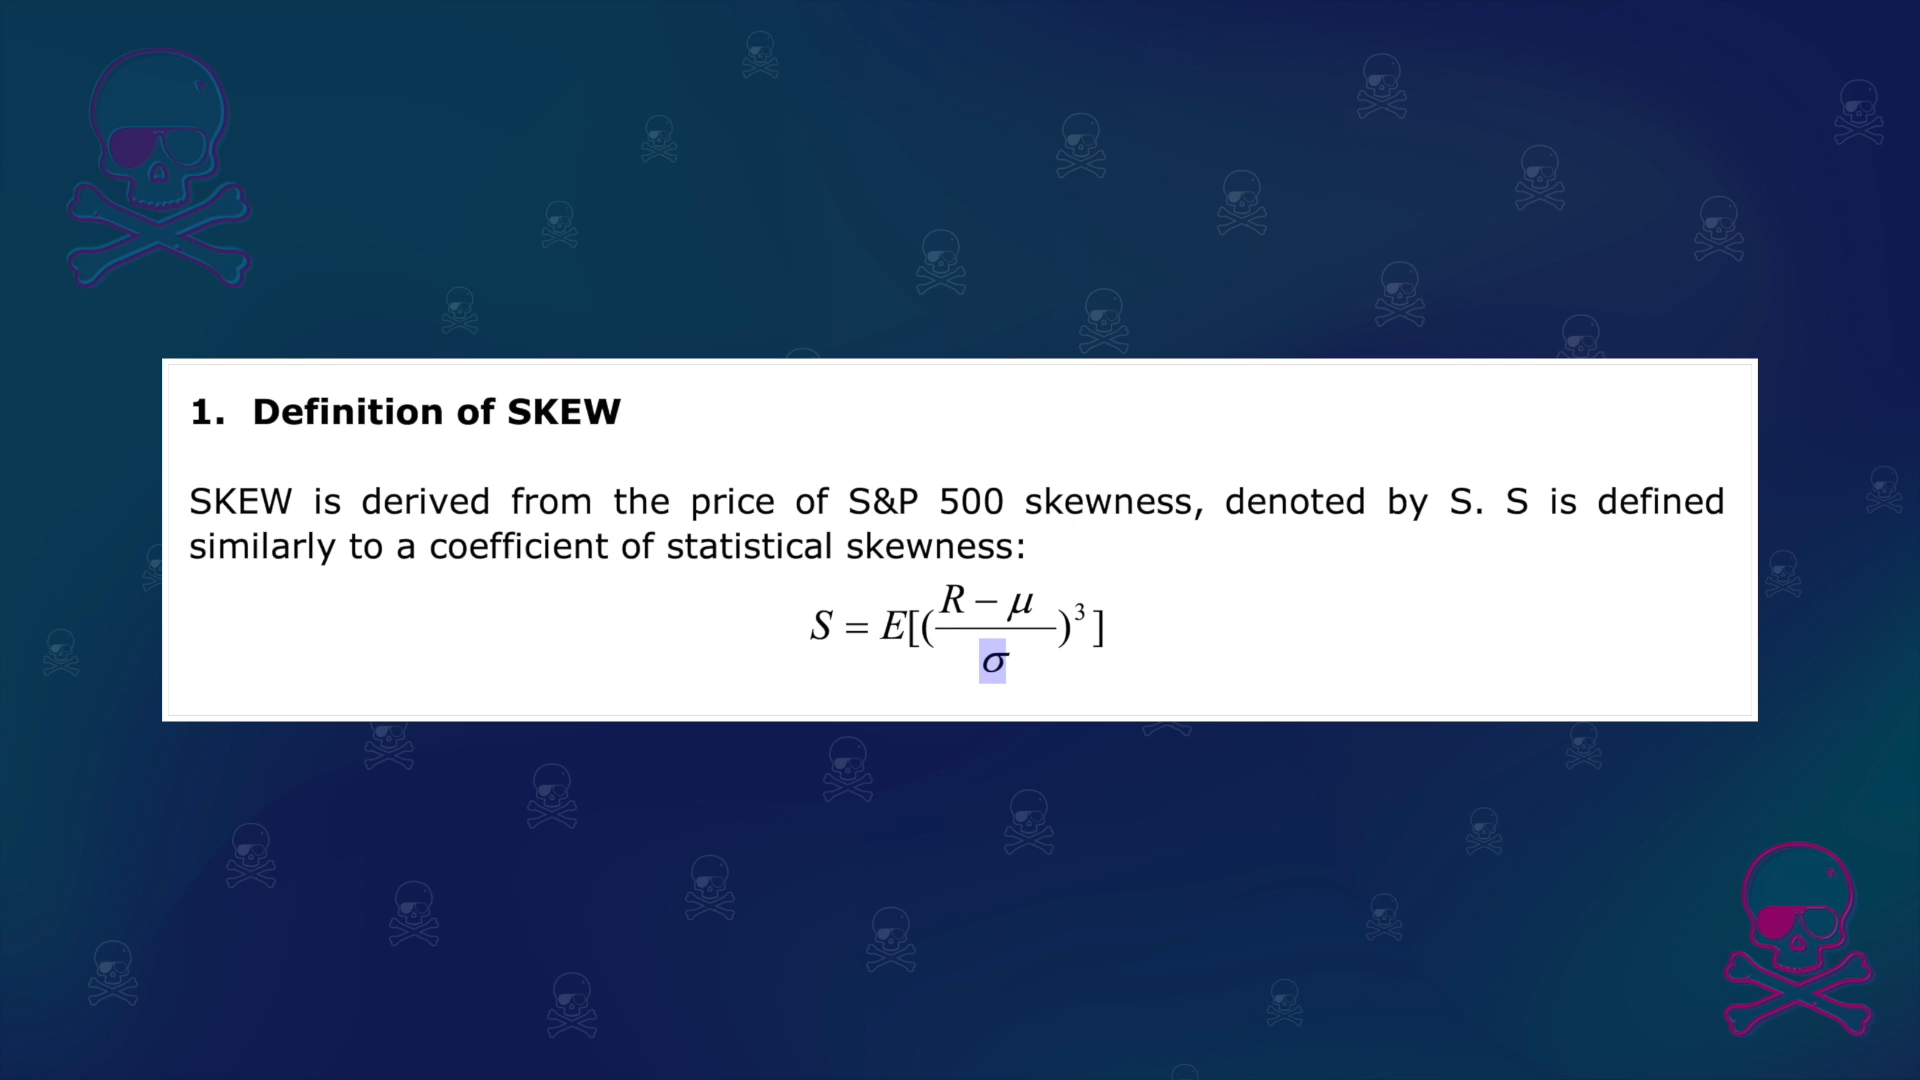 1. Definition of SKEW
SKEW is derived from the price of S&P 500 skewness, denoted by S. S is defined
similarly to a coefficient of statistical skewness:
S = E[(\frac{R − μ}{σ})³]